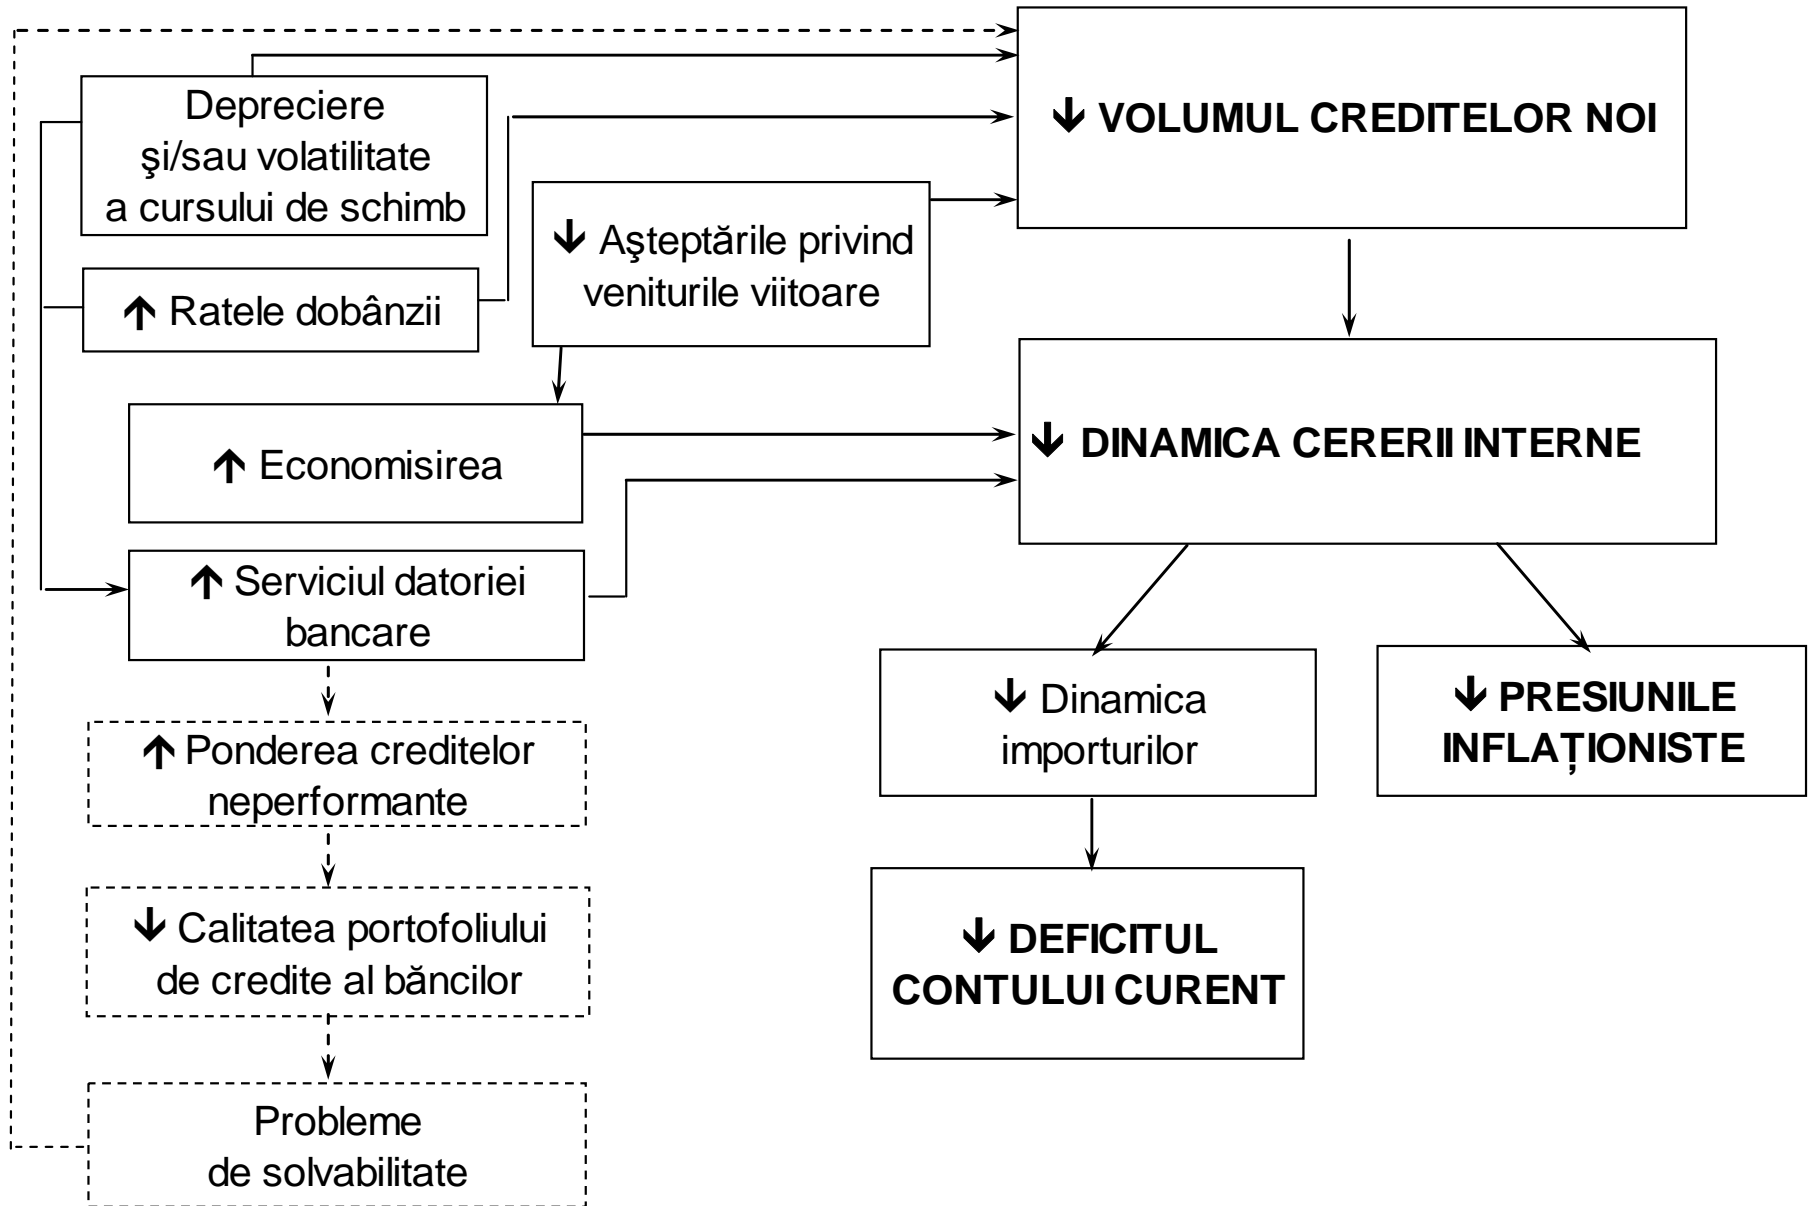 Depreciere
şi/sau volatilitate
a cursului de schimb
↓ VOLUMUL CREDITELOR NOI
↓ Aşteptările privind
veniturile viitoare
↑ Ratele dobânzii
↑ Economisirea
↓ DINAMICA CERERII INTERNE
↑ Serviciul datoriei
bancare
↓ Dinamica
importurilor
↓ PRESIUNILE
INFLAȚIONISTE
↑ Ponderea creditelor
neperformante
↓ Calitatea portofoliului
de credite al băncilor
↓ DEFICITUL
CONTULUI CURENT
Probleme
de solvabilitate